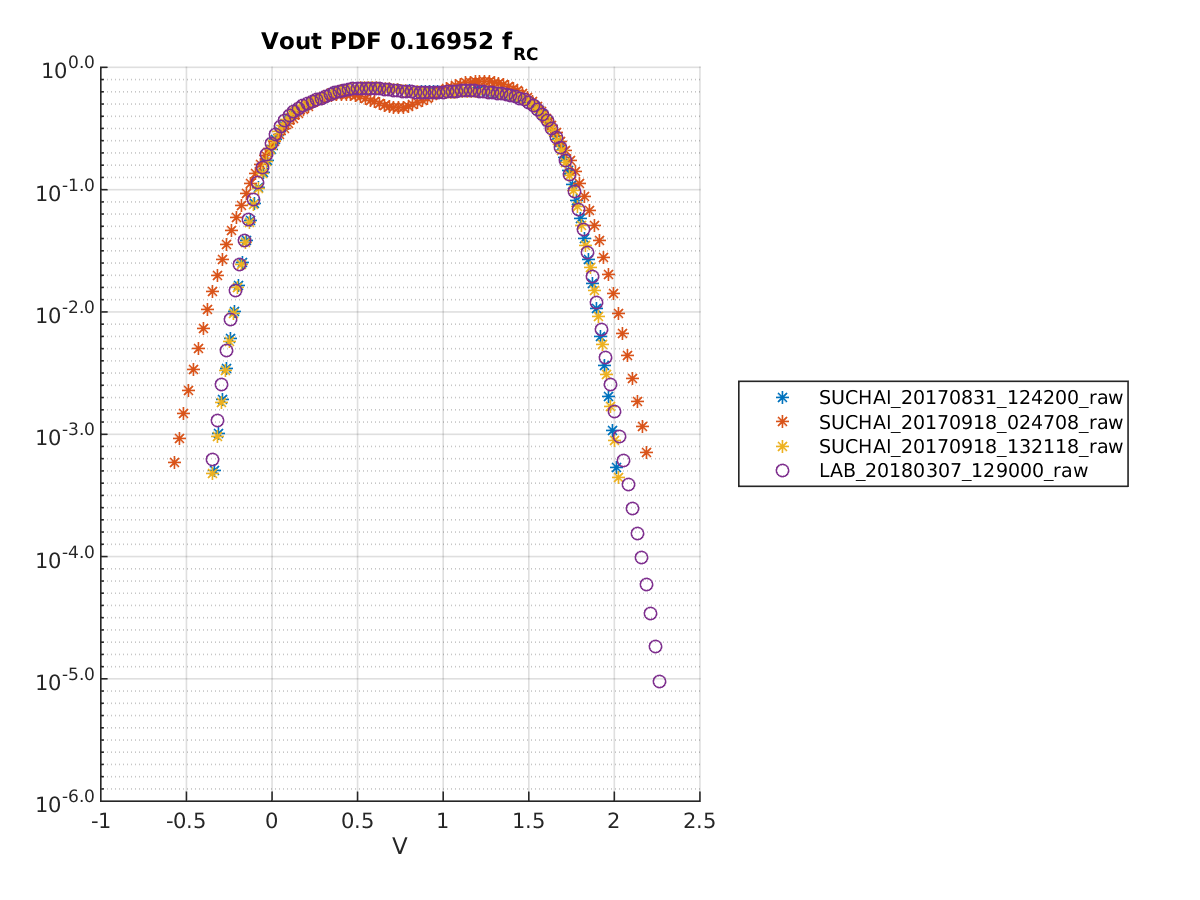 Vout PDF 0.16952 f_RC
10^0.0
10^-1.0
10^-2.0
10^-3.0
10^-4.0
10^-5.0
10^-6.0
-1 -0.5 0 0.5 1 1.5 2 2.5
V
SUCHAI_20170831_124200_raw
SUCHAI_20170918_024708_raw
SUCHAI_20170918_132118_raw
LAB_20180307_129000_raw